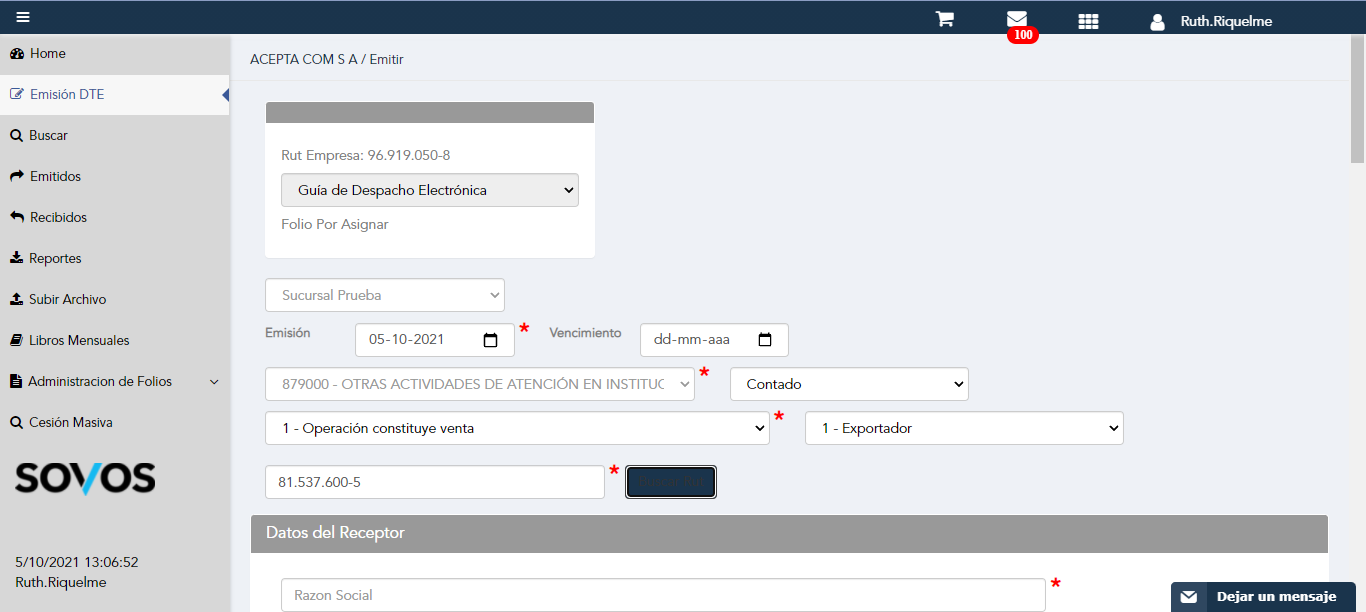 100
Ruth.Riquelme
Home
Emisión DTE
Buscar
Emitidos
Recibidos
Reportes
Subir Archivo
Libros Mensuales
Administracion de Folios
Cesión Masiva
SOVOS
5/10/2021 13:06:52
Ruth.Riquelme
ACEPTA COM S A / Emitir
Rut Empresa: 96.919.050-8
Guía de Despacho Electrónica
Folio Por Asignar
Sucursal Prueba
Emisión 05-10-2021 * Vencimiento dd-mm-aaa
879000 - OTRAS ACTIVIDADES DE ATENCIÓN EN INSTITUC * Contado
1 - Operación constituye venta * 1 - Exportador
81.537.600-5 *
Datos del Receptor
Razon Social *
Dejar un mensaje